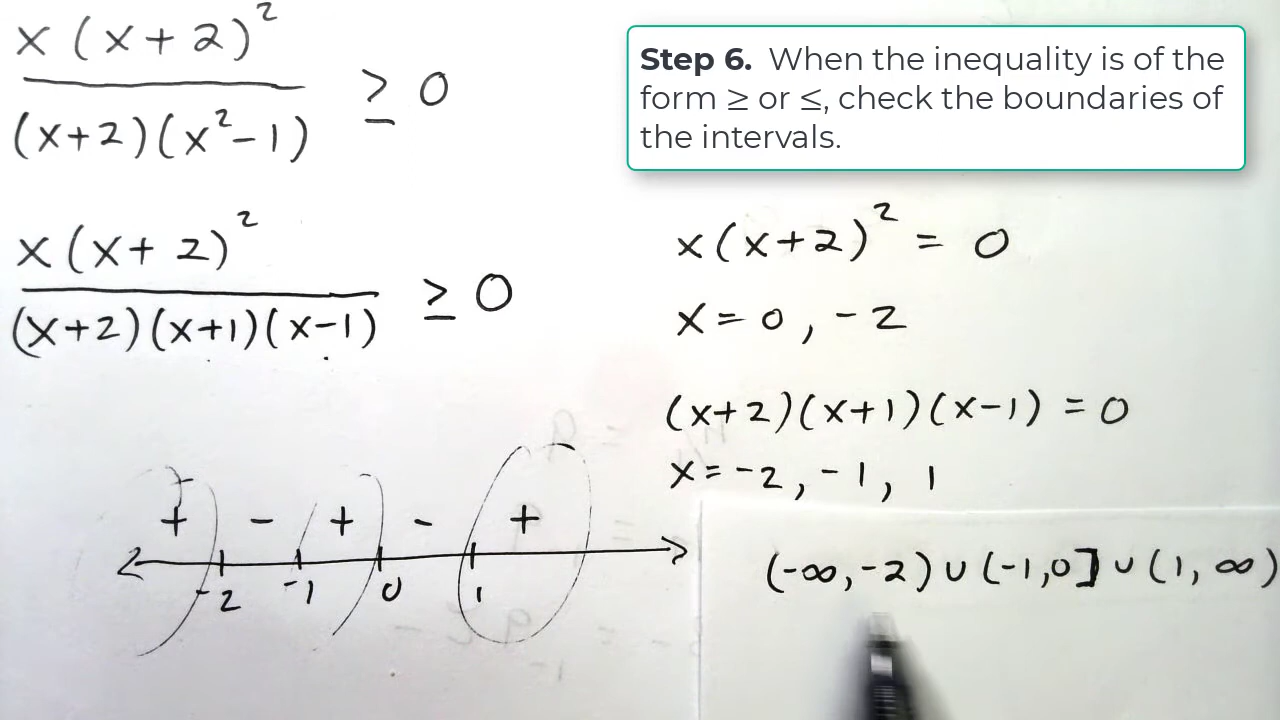 x(x+2)²
(x+2)(x²-1)
≥ 0
Step 6. When the inequality is of the
form ≥ or ≤, check the boundaries of
the intervals.
x(x+2)²
(x+2)(x+1)(x-1)
≥ 0
x(x+2)² = 0
x = 0, -2
(x+2)(x+1)(x-1) = 0
x = -2, -1, 1
+ - + - +
-2 -1 0 1
(-∞,-2) ∪ (-1,0] ∪ (1, ∞)